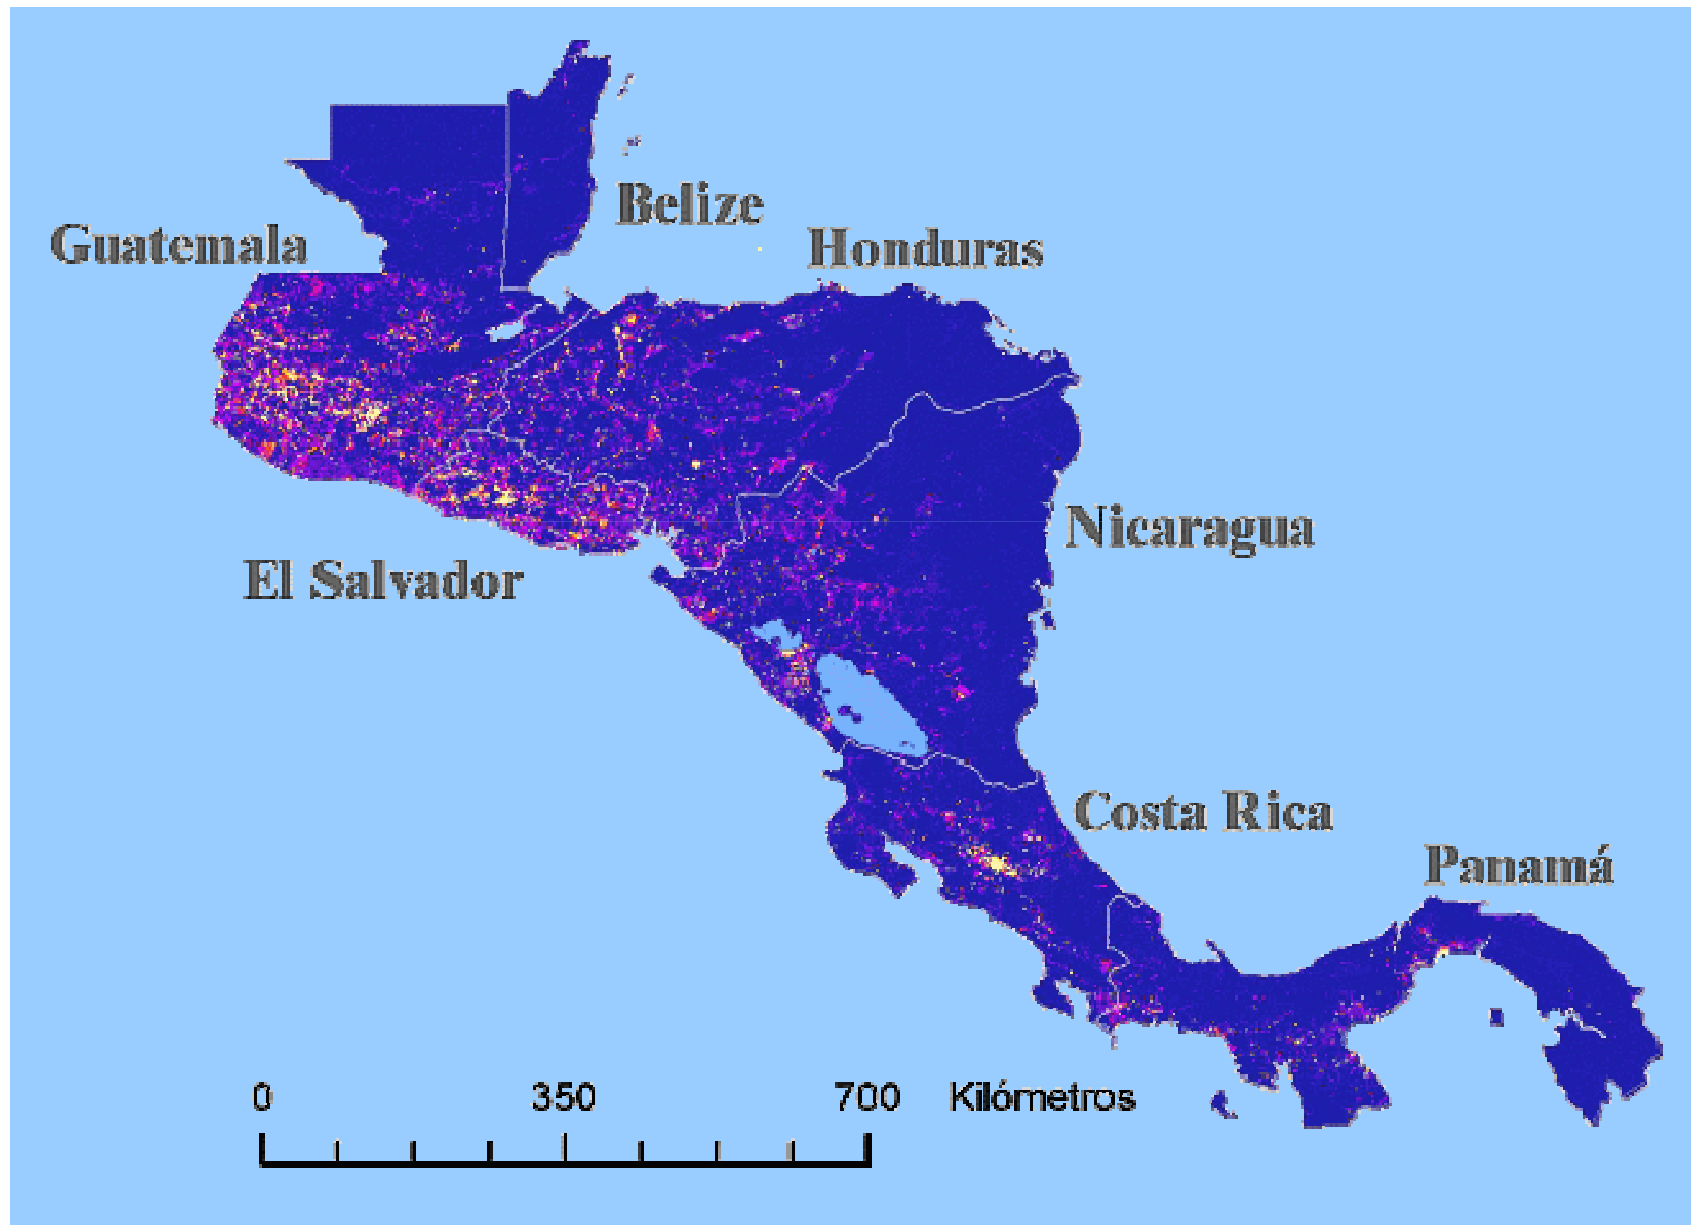 Belize
Guatemala
Honduras
Nicaragua
El Salvador
Costa Rica
Panamá
0 350 700 Kilómetros